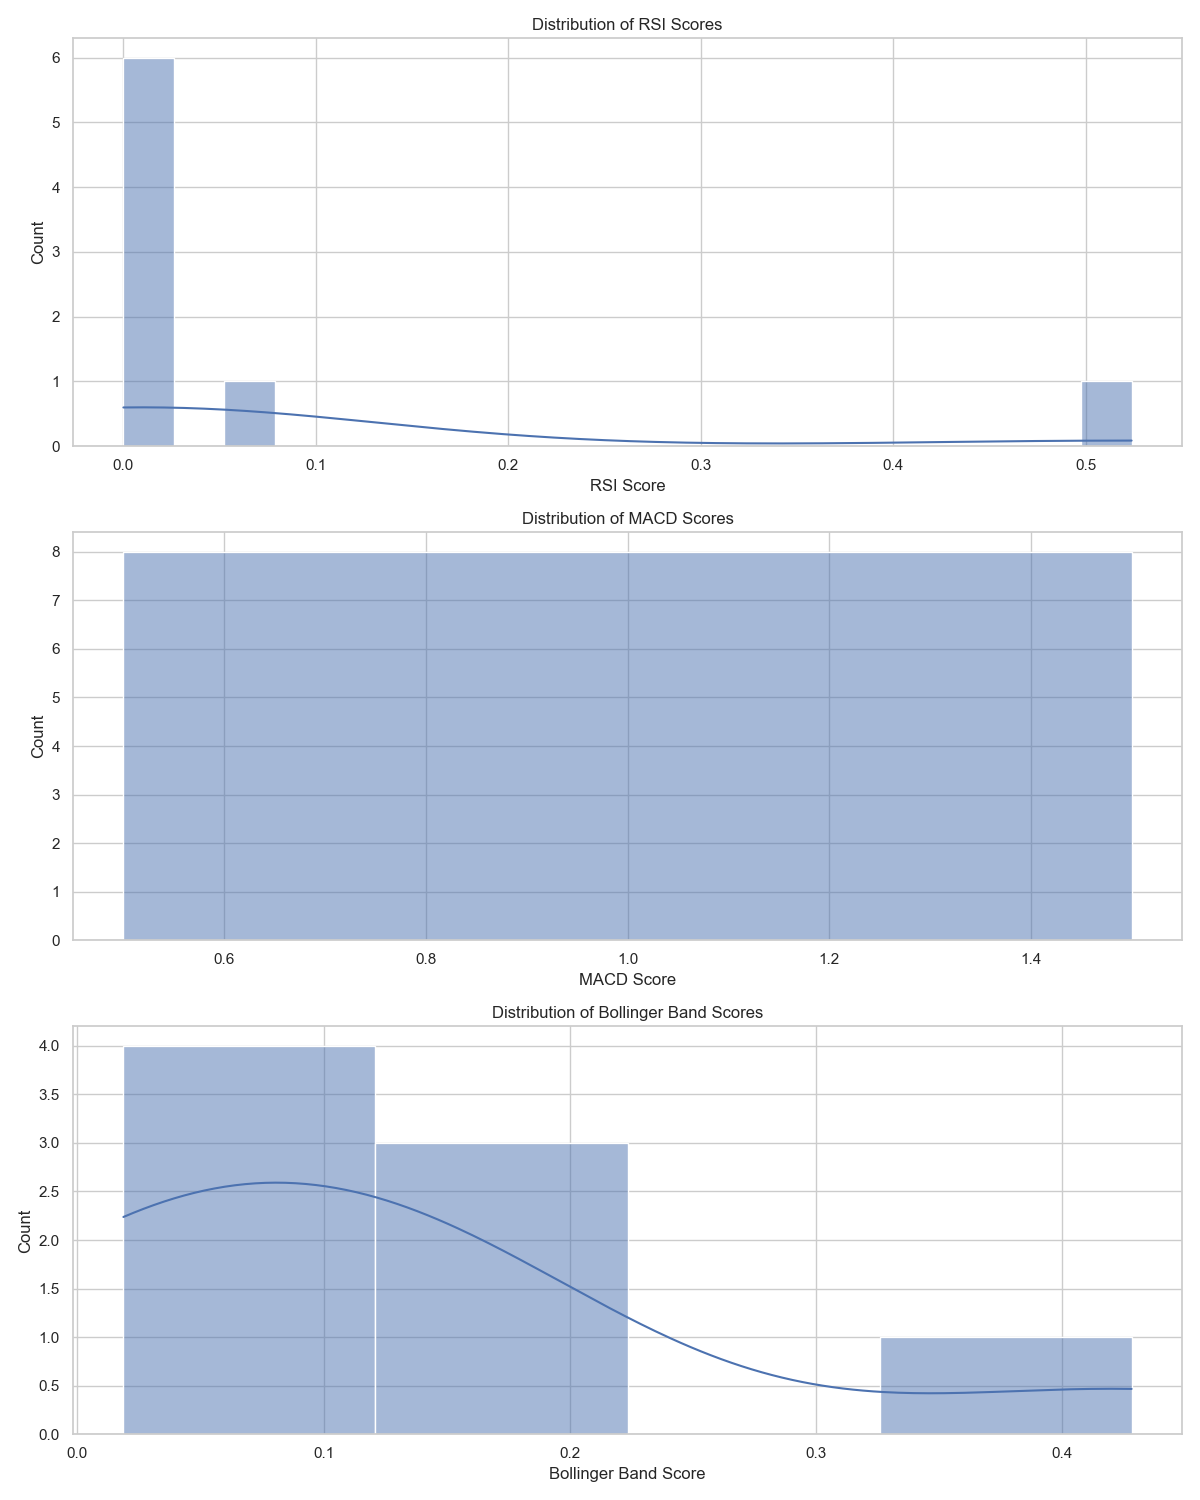 Distribution of RSI Scores
6
5
4
3
2
1
0
Count
0.0 0.1 0.2 0.3 0.4 0.5
RSI Score
Distribution of MACD Scores
8
7
6
5
4
3
2
1
0
Count
0.6 0.8 1.0 1.2 1.4
MACD Score
Distribution of Bollinger Band Scores
4.0
3.5
3.0
2.5
2.0
1.5
1.0
0.5
0.0
Count
0.0 0.1 0.2 0.3 0.4
Bollinger Band Score